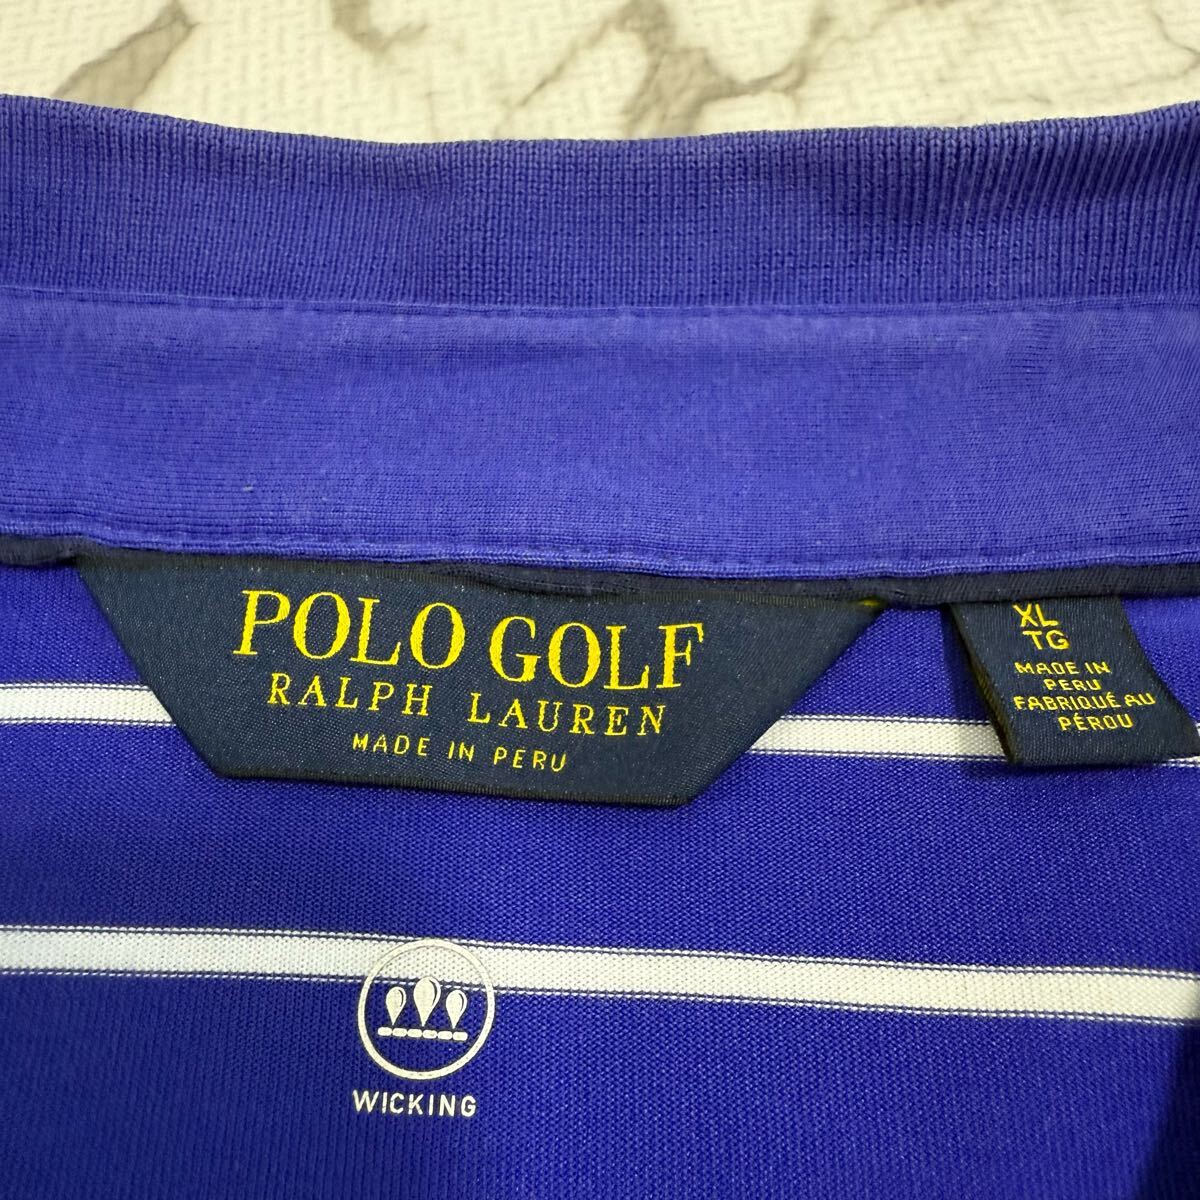 POLO GOLF
RALPH LAUREN
MADE IN PERU
XL
TG
MADE IN
PERU
FABRIQUÉ AU
PÉROU
WICKING